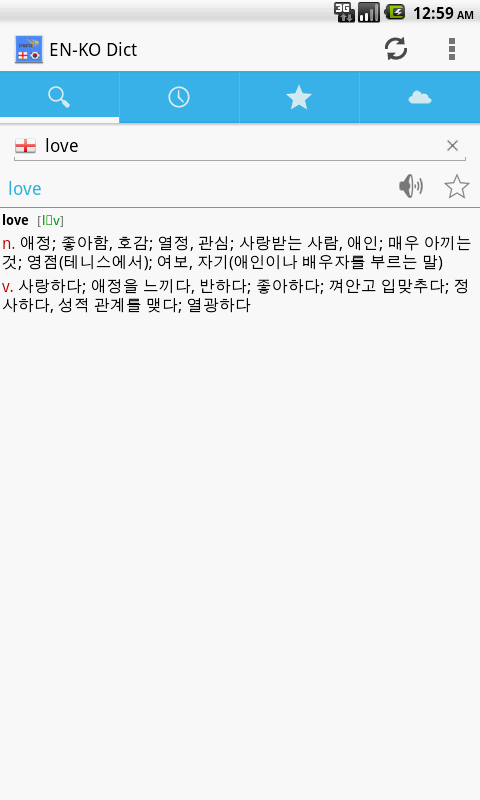 3G
12:59 AM
EN-KO Dict
love
love
love [l▯v]
n. 애정; 좋아함, 호감; 열정, 관심; 사랑받는 사람, 애인; 매우 아끼는
것; 영점(테니스에서); 여보, 자기(애인이나 배우자를 부르는 말)
v. 사랑하다; 애정을 느끼다, 반하다; 좋아하다; 껴안고 입맞추다; 정
사하다, 성적 관계를 맺다; 열광하다